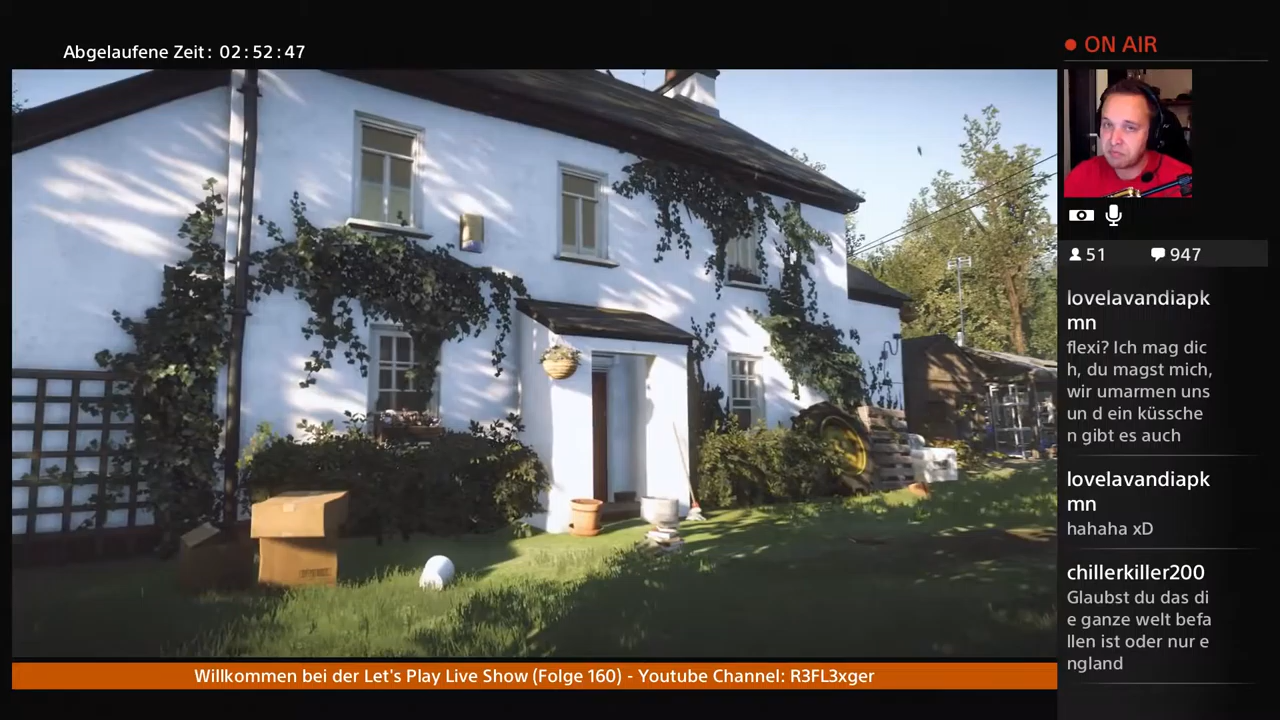 Abgelaufene Zeit: 02:52:47
ON AIR
51 947
lovelavandiapk
mn
flexi? Ich mag dic
h, du magst mich,
wir umarmen uns
un d ein küssche
n gibt es auch
lovelavandiapk
mn
hahaha xD
chillerkiller200
Glaubst du das di
e ganze welt befa
llen ist oder nur e
ngland
Willkommen bei der Let's Play Live Show (Folge 160) - Youtube Channel: R3FL3xger